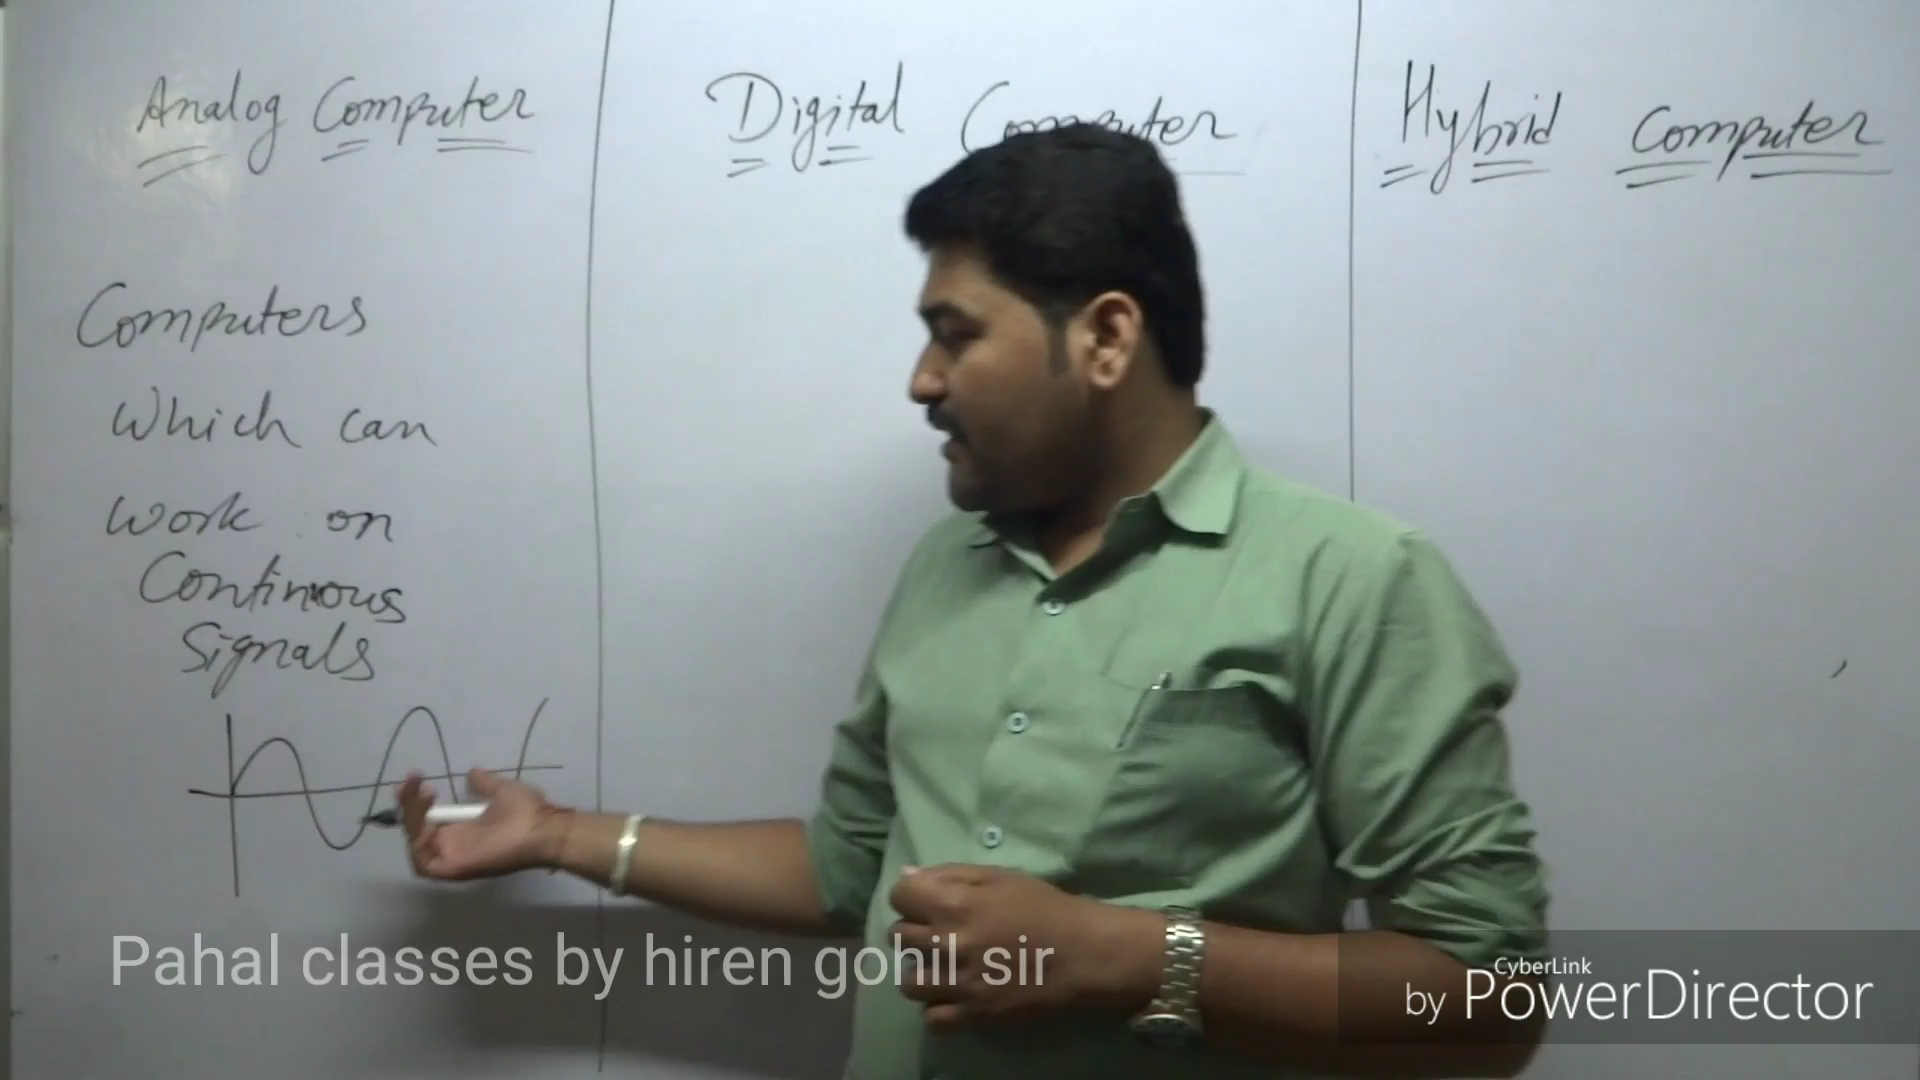 Analog Computer
Digital Computer
Hybrid Computer
Computers
Which can
work on
Continuous
Signals
Pahal classes by hiren gohil sir
CyberLink
by PowerDirector